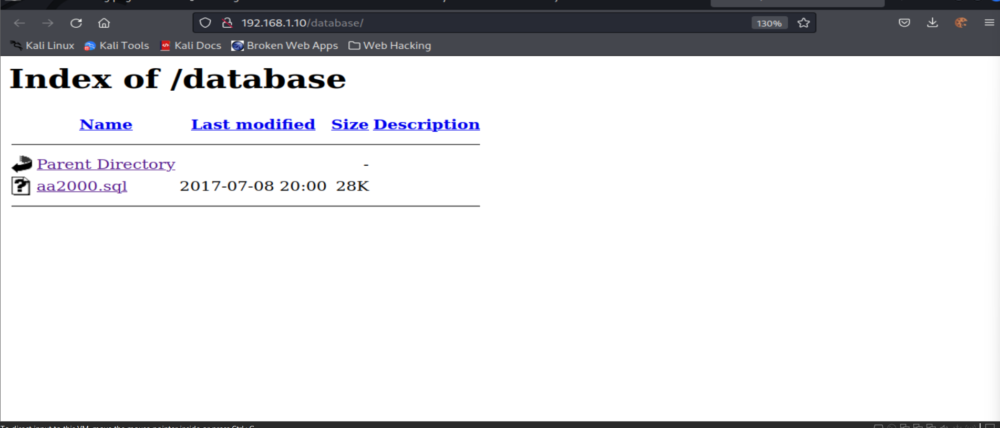 192.168.1.10/database/ 130%
Kali Linux Kali Tools Kali Docs Broken Web Apps Web Hacking
Index of /database
Name Last modified Size Description
Parent Directory -
aa2000.sql 2017-07-08 20:00 28K